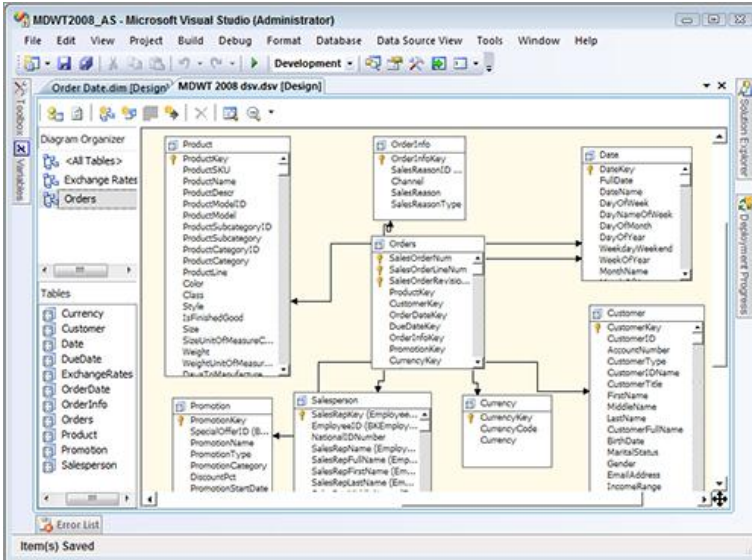 MDWT2008_AS - Microsoft Visual Studio (Administrator)
File Edit View Project Build Debug Format Database Data Source View Tools Window Help
Development
Order Date.dim [Design]
MDWT 2008 dsv.dsv [Design]
Toolbox
Variables
Solution Explorer
Deployment Progress
Diagram Organizer
<All Tables>
Exchange Rates
Orders
Tables
Currency
Customer
Date
DueDate
ExchangeRates
OrderDate
OrderInfo
Orders
Product
Promotion
Salesperson
Product
ProductKey
ProductSKU
ProductName
ProductDescr
ProductModelID
ProductModel
ProductSubcategoryID
ProductSubcategory
ProductCategoryID
ProductCategory
ProductLine
Color
Class
Style
IsFinishedGood
Size
SizeUnitOfMeasureC...
Weight
WeightUnitOfMeasur...
DaysToManufacture
OrderInfo
OrderInfoKey
SalesReasonID ...
Channel
SalesReason
SalesReasonType
Date
DateKey
FullDate
DateName
DayOfWeek
DayNameOfWeek
DayOfMonth
DayOfYear
WeekdayWeekend
WeekOfYear
MonthName
Orders
SalesOrderNum
SalesOrderLineNum
SalesOrderRevisio...
ProductKey
CustomerKey
OrderDateKey
DueDateKey
OrderInfoKey
PromotionKey
CurrencyKey
Customer
CustomerKey
CustomerID
AccountNumber
CustomerType
CustomerIDName
CustomerTitle
FirstName
MiddleName
LastName
CustomerFullName
BirthDate
MaritalStatus
Gender
EmailAddress
IncomeRange
Promotion
PromotionKey
SpecialOfferID (B...
PromotionName
PromotionType
PromotionCategory
DiscountPct
PromotionStartDate
Salesperson
SalesRepKey (Employee...
EmployeeID (BKEmploy...
NationalIDNumber
SalesRepName (Employ...
SalesRepFullName (Emp...
SalesRepFirstName (Em...
SalesRepLastName (Em...
Currency
CurrencyKey
CurrencyCode
Currency
Error List
Item(s) Saved